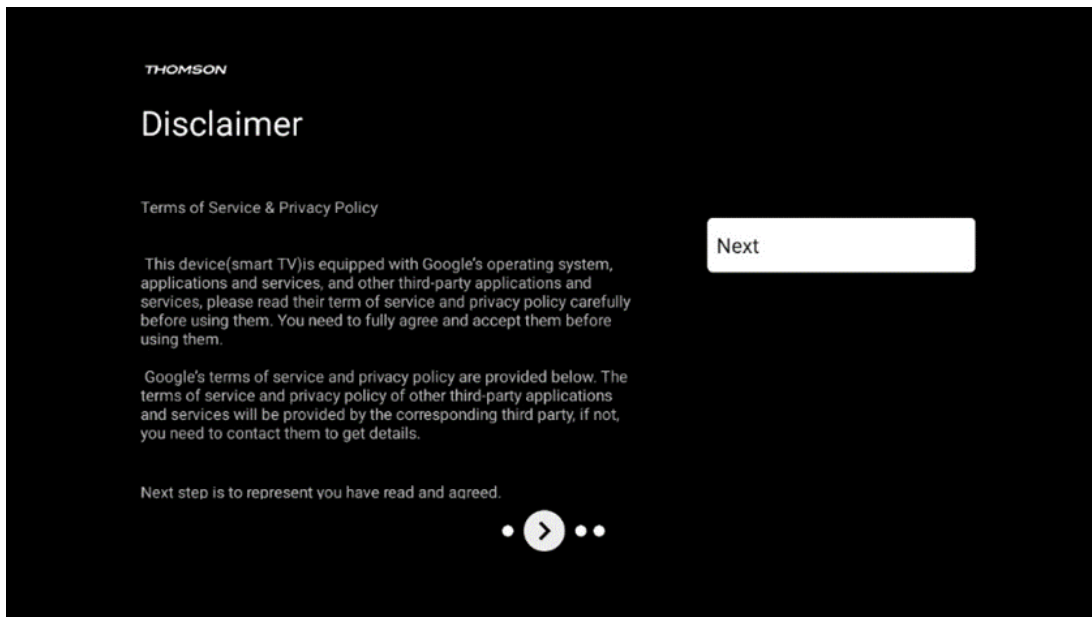 THOMSON
Disclaimer
Terms of Service & Privacy Policy
This device(smart TV)is equipped with Google's operating system,
applications and services, and other third-party applications and
services, please read their term of service and privacy policy carefully
before using them. You need to fully agree and accept them before
using them.
Google's terms of service and privacy policy are provided below. The
terms of service and privacy policy of other third-party applications
and services will be provided by the corresponding third party, if not,
you need to contact them to get details.
Next step is to represent you have read and agreed.
Next